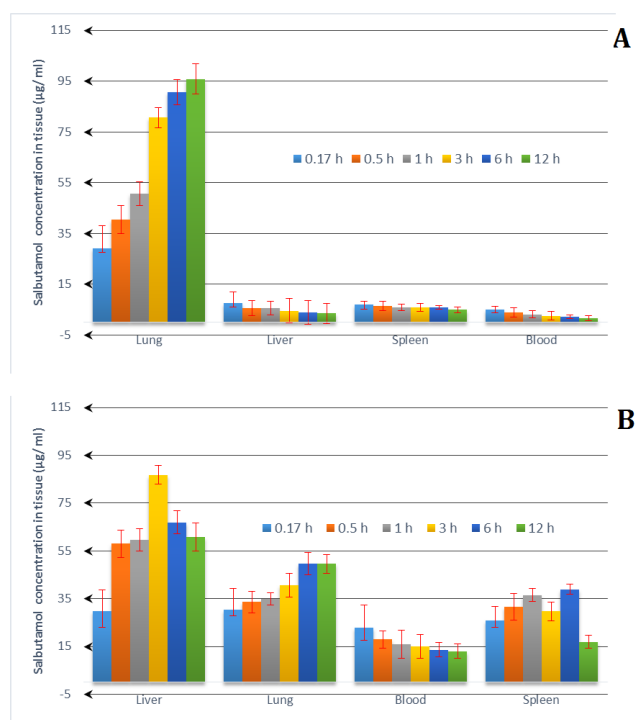 A
Salbutamol concentration in tissue (µg/ ml)
115
95
75
55
35
15
-5
0.17 h 0.5 h 1 h 3 h 6 h 12 h
Lung Liver Spleen Blood
B
Salbutamol concentration in tissue (µg/ ml)
115
95
75
55
35
15
-5
0.17 h 0.5 h 1 h 3 h 6 h 12 h
Liver Lung Blood Spleen